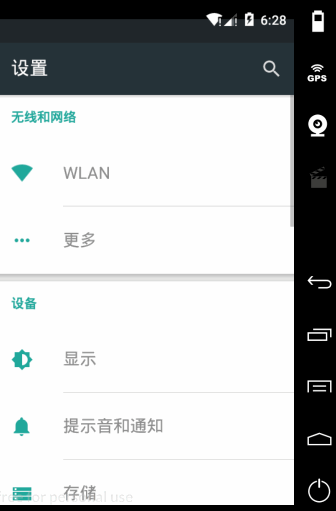 6:28
设置
GPS
无线和网络
WLAN
更多
设备
显示
提示音和通知
存储
free for personal use